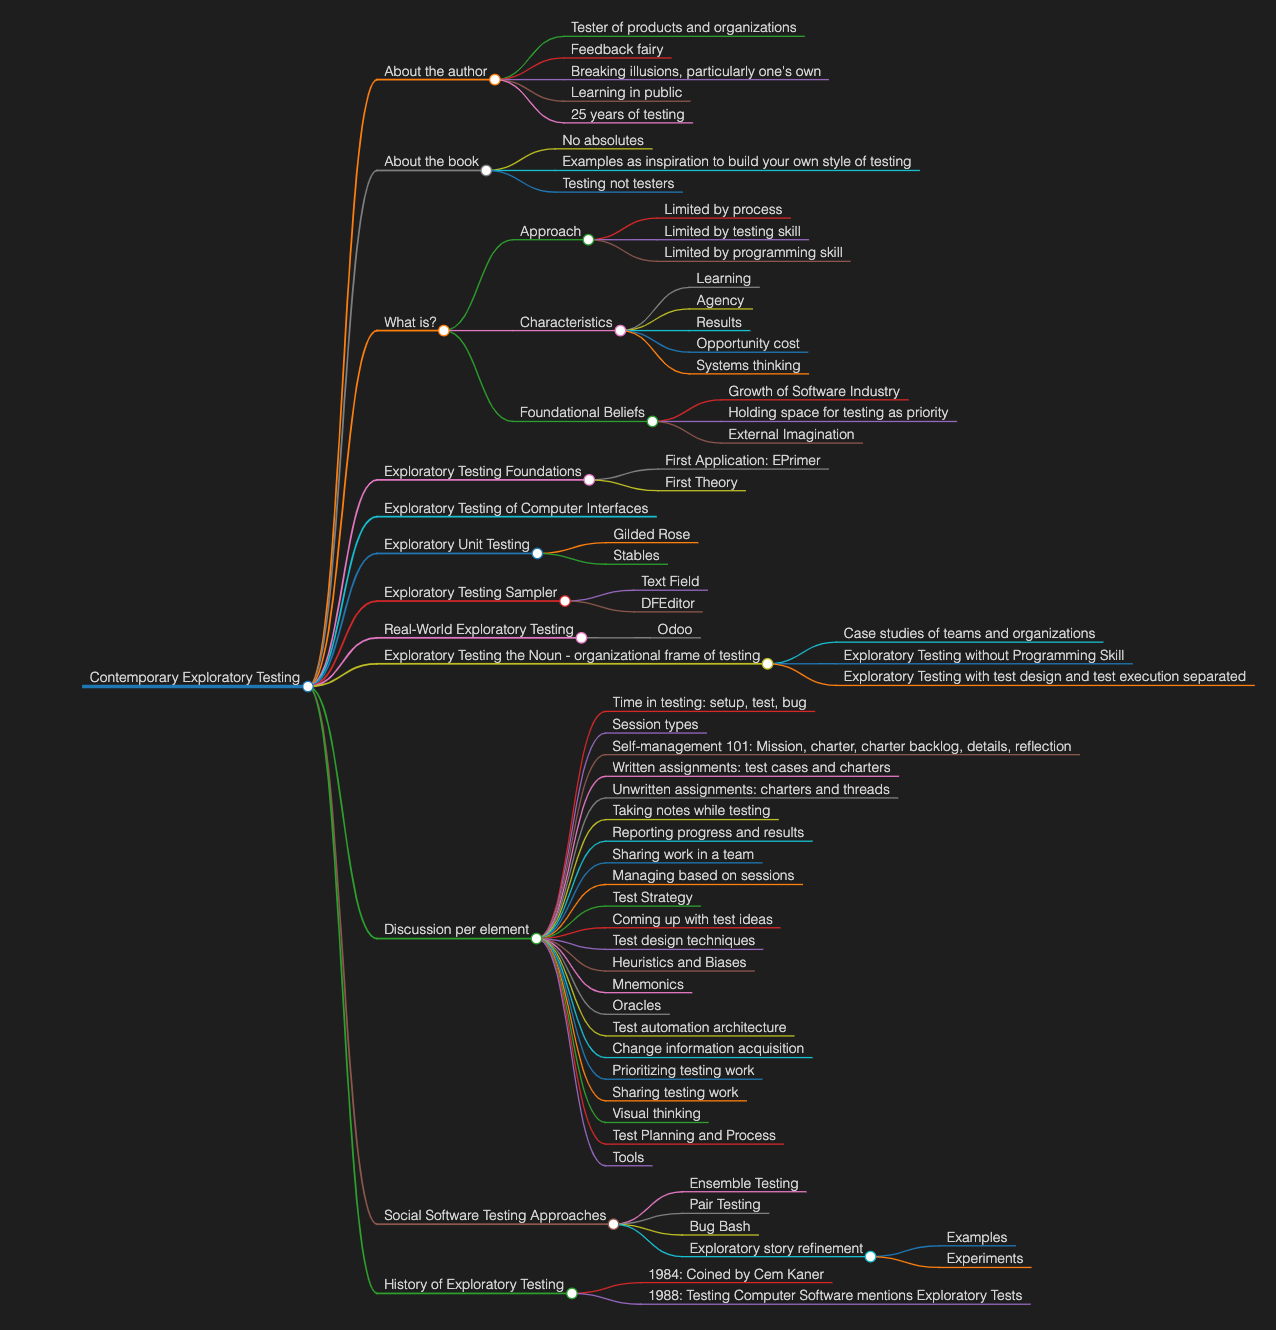 Contemporary Exploratory Testing
About the author
Tester of products and organizations
Feedback fairy
Breaking illusions, particularly one's own
Learning in public
25 years of testing
About the book
No absolutes
Examples as inspiration to build your own style of testing
Testing not testers
What is?
Approach
Limited by process
Limited by testing skill
Limited by programming skill
Characteristics
Learning
Agency
Results
Opportunity cost
Systems thinking
Foundational Beliefs
Growth of Software Industry
Holding space for testing as priority
External Imagination
Exploratory Testing Foundations
First Application: EPrimer
First Theory
Exploratory Testing of Computer Interfaces
Exploratory Unit Testing
Gilded Rose
Stables
Exploratory Testing Sampler
Text Field
DFEditor
Real-World Exploratory Testing
Odoo
Exploratory Testing the Noun - organizational frame of testing
Case studies of teams and organizations
Exploratory Testing without Programming Skill
Exploratory Testing with test design and test execution separated
Discussion per element
Time in testing: setup, test, bug
Session types
Self-management 101: Mission, charter, charter backlog, details, reflection
Written assignments: test cases and charters
Unwritten assignments: charters and threads
Taking notes while testing
Reporting progress and results
Sharing work in a team
Managing based on sessions
Test Strategy
Coming up with test ideas
Test design techniques
Heuristics and Biases
Mnemonics
Oracles
Test automation architecture
Change information acquisition
Prioritizing testing work
Sharing testing work
Visual thinking
Test Planning and Process
Tools
Social Software Testing Approaches
Ensemble Testing
Pair Testing
Bug Bash
Exploratory story refinement
Examples
Experiments
History of Exploratory Testing
1984: Coined by Cem Kaner
1988: Testing Computer Software mentions Exploratory Tests